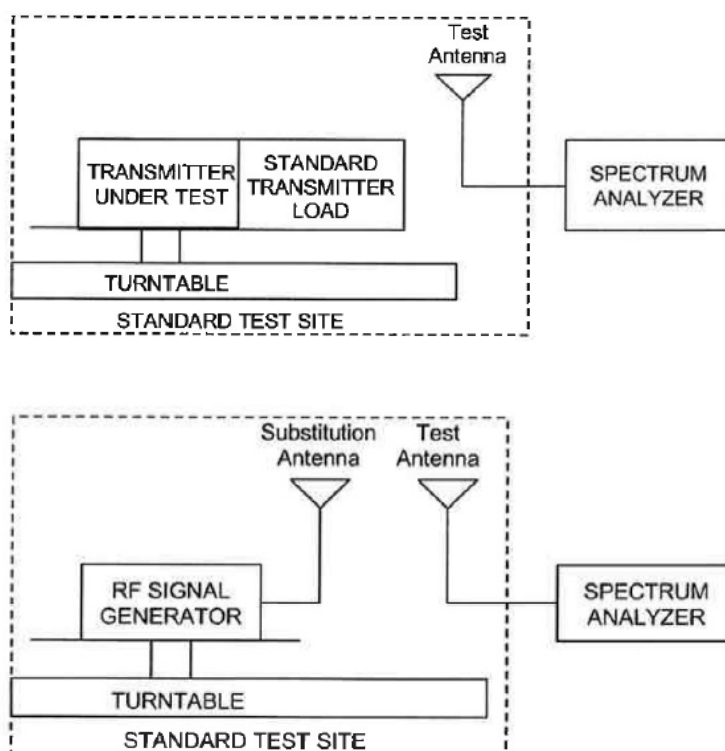 Test
Antenna
TRANSMITTER
UNDER TEST
STANDARD
TRANSMITTER
LOAD
SPECTRUM
ANALYZER
TURNTABLE
STANDARD TEST SITE
Substitution
Antenna
Test
Antenna
RF SIGNAL
GENERATOR
SPECTRUM
ANALYZER
TURNTABLE
STANDARD TEST SITE